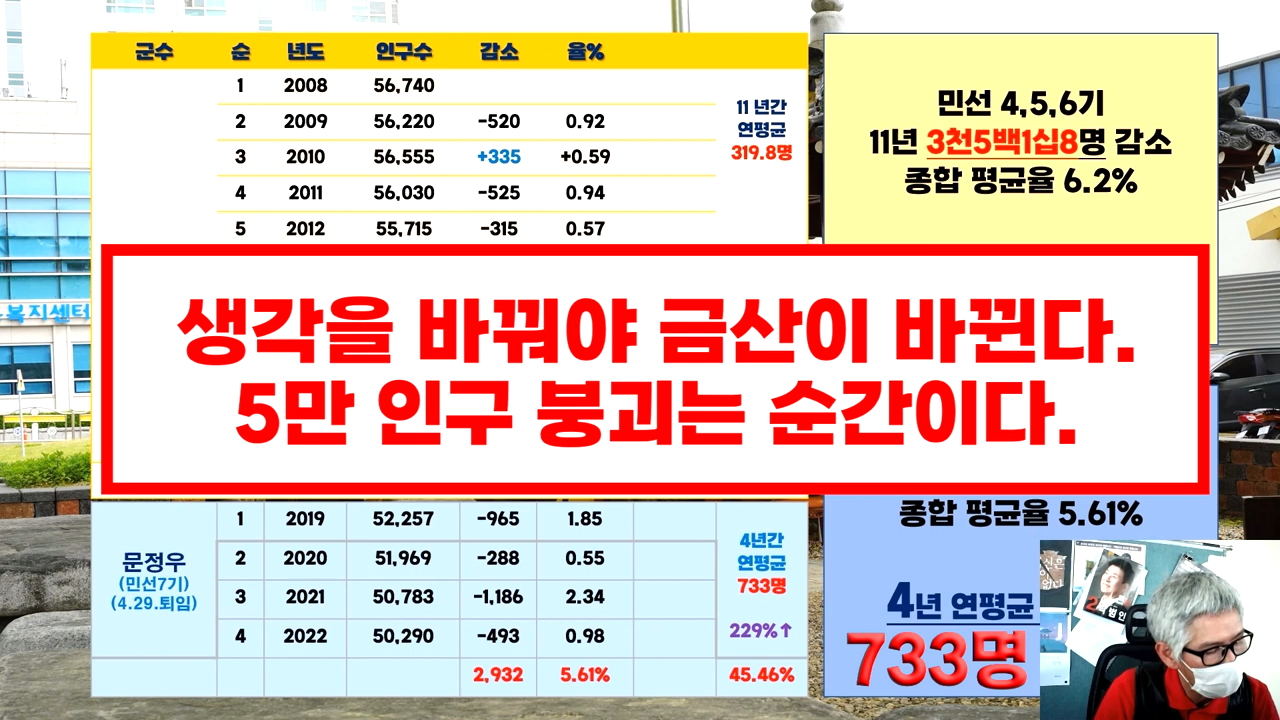 군수 순 년도 인구수 감소 율%
1 2008 56,740
2 2009 56,220 -520 0.92
3 2010 56,555 +335 +0.59
4 2011 56,030 -525 0.94
5 2012 55,715 -315 0.57
11 년간
연평균
319.8명
민선 4,5,6기
11년 3천5백1십8명 감소
종합 평균율 6.2%
복지센터
생각을 바꿔야 금산이 바뀐다.
5만 인구 붕괴는 순간이다.
문정우
(민선7기)
(4.29.퇴임)
1 2019 52,257 -965 1.85
2 2020 51,969 -288 0.55
3 2021 50,783 -1,186 2.34
4 2022 50,290 -493 0.98
2,932 5.61% 45.46%
4년간
연평균
733명
229%↑
종합 평균율 5.61%
4년 연평균
733명